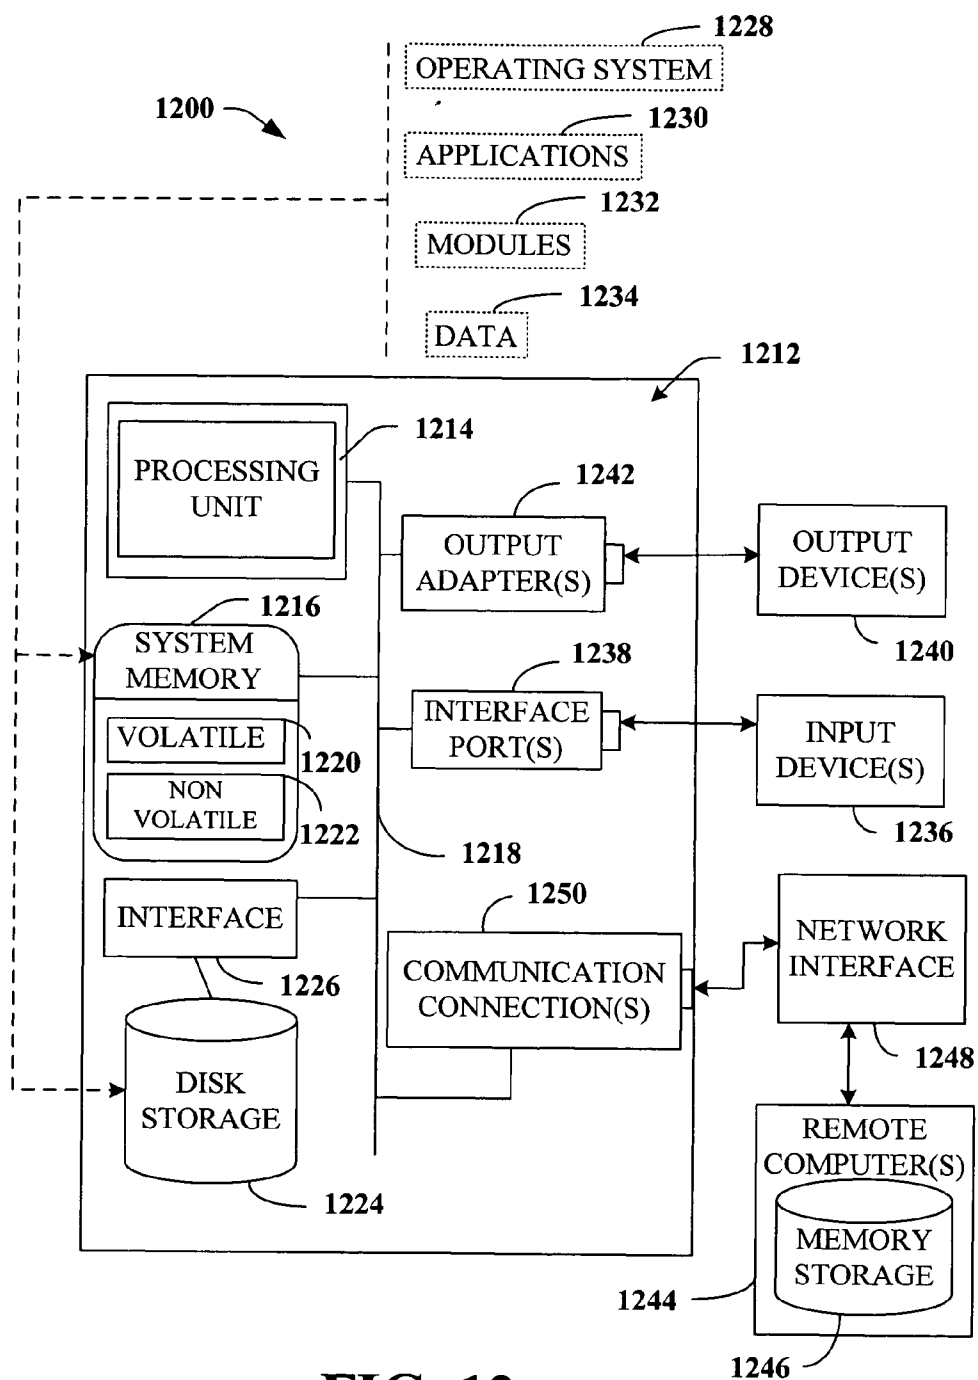 1228
OPERATING SYSTEM
1200
1230
APPLICATIONS
1232
MODULES
1234
DATA
1212
1214
PROCESSING
UNIT
1242
OUTPUT
ADAPTER(S)
OUTPUT
DEVICE(S)
1240
1216
SYSTEM
MEMORY
1238
INTERFACE
PORT(S)
INPUT
DEVICE(S)
1236
VOLATILE
1220
NON
VOLATILE
1222
1218
1250
INTERFACE
1226
COMMUNICATION
CONNECTION(S)
NETWORK
INTERFACE
1248
DISK
STORAGE
1224
REMOTE
COMPUTER(S)
MEMORY
STORAGE
1244
1246